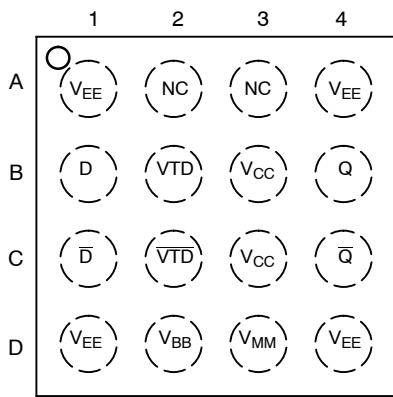 1 2 3 4
A V_EE NC NC V_EE
B D VTD V_CC Q
C D̅ V̅T̅D̅ V_CC Q̅
D V_EE V_BB V_MM V_EE